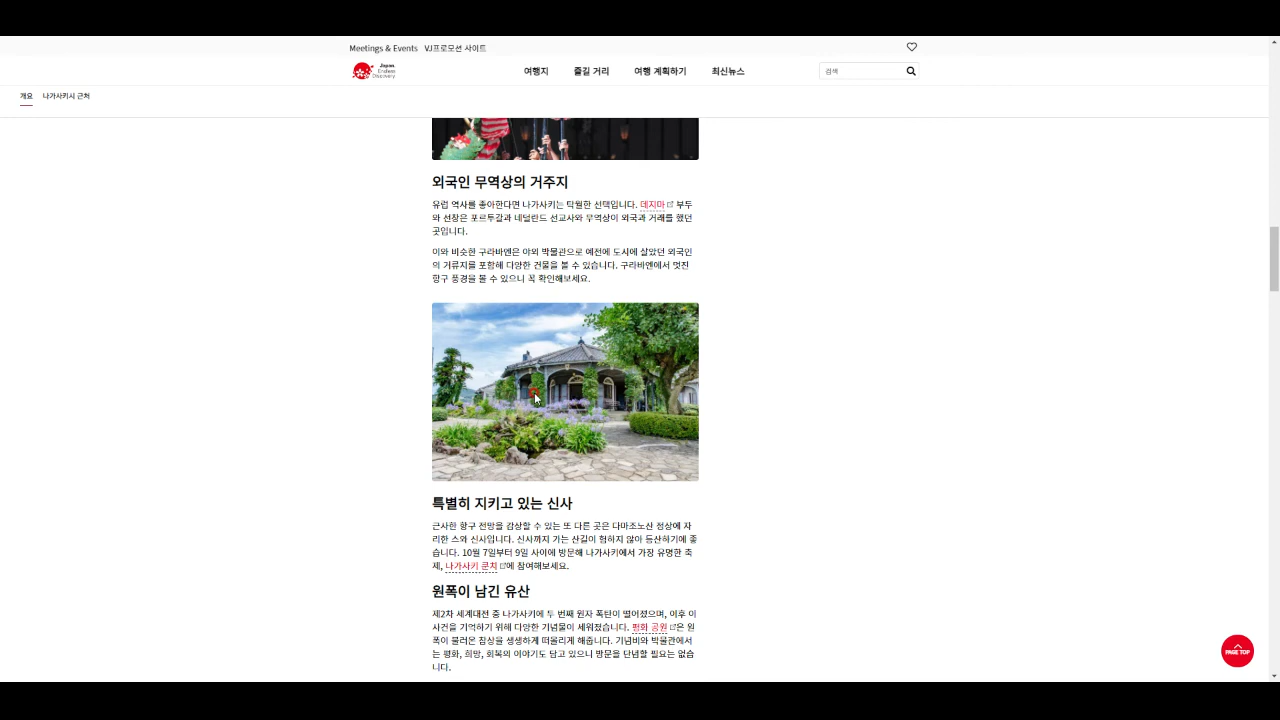 Meetings & Events VJ프로모션 사이트
Japan.
Endless
Discovery.
여행지 즐길 거리 여행 계획하기 최신뉴스
검색
개요 나가사키시 근처
외국인 무역상의 거주지
유럽 역사를 좋아한다면 나가사키는 탁월한 선택입니다. 데지마 부두
와 선창은 포르투갈과 네덜란드 선교사와 무역상이 외국과 거래를 했던
곳입니다.
이와 비슷한 구라바엔은 야외 박물관으로 예전에 도시에 살았던 외국인
의 거류지를 포함해 다양한 건물을 볼 수 있습니다. 구라바엔에서 멋진
항구 풍경을 볼 수 있으니 꼭 확인해보세요.
특별히 지키고 있는 신사
근사한 항구 전망을 감상할 수 있는 또 다른 곳은 다마조노산 정상에 자
리한 스와 신사입니다. 신사까지 가는 산길이 험하지 않아 등산하기에 좋
습니다. 10월 7일부터 9일 사이에 방문해 나가사키에서 가장 유명한 축
제, 나가사키 쿤치에 참여해보세요.
원폭이 남긴 유산
제2차 세계대전 중 나가사키에 두 번째 원자 폭탄이 떨어졌으며, 이후 이
사건을 기억하기 위해 다양한 기념물이 세워졌습니다. 평화 공원은 원
폭이 불러온 참상을 생생하게 떠올리게 해줍니다. 기념비와 박물관에서
는 평화, 희망, 회복의 이야기도 담고 있으니 방문을 단념할 필요는 없습
니다.
PAGE TOP